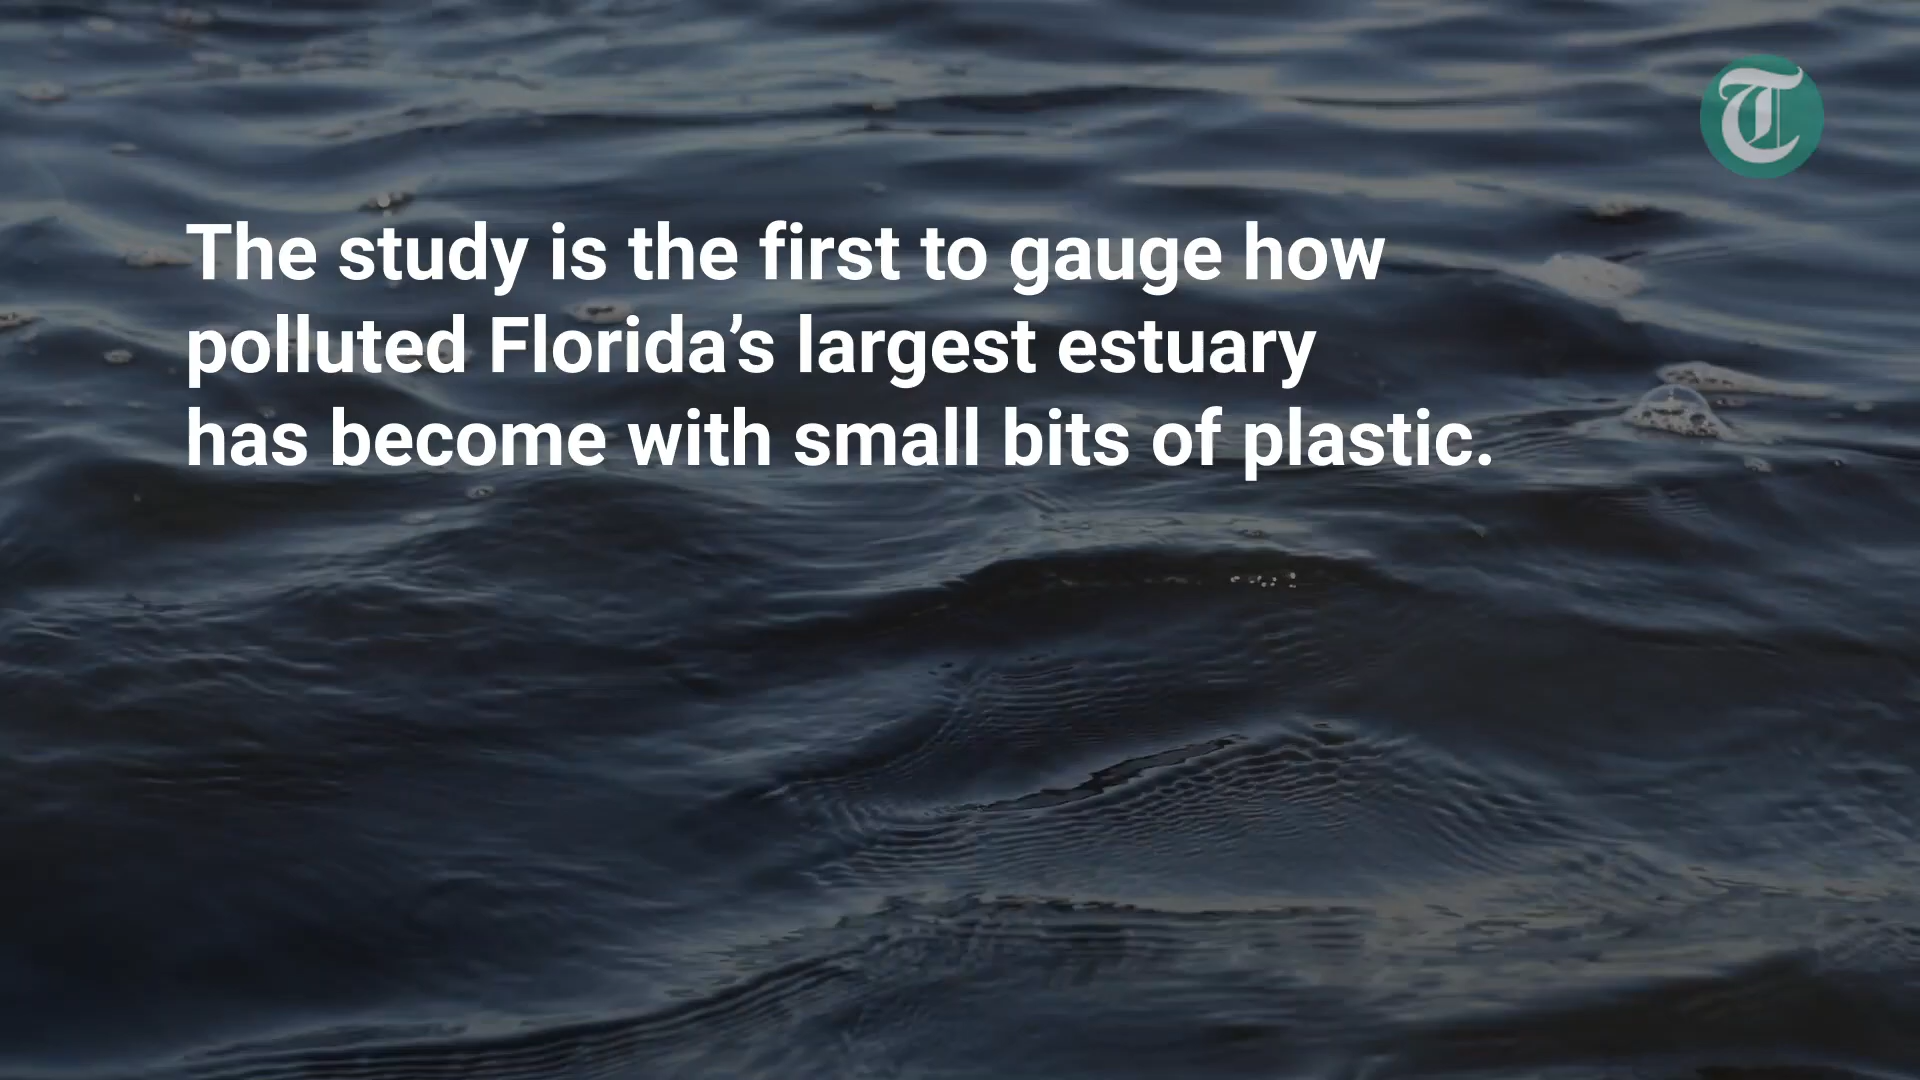 T
The study is the first to gauge how
polluted Florida’s largest estuary
has become with small bits of plastic.